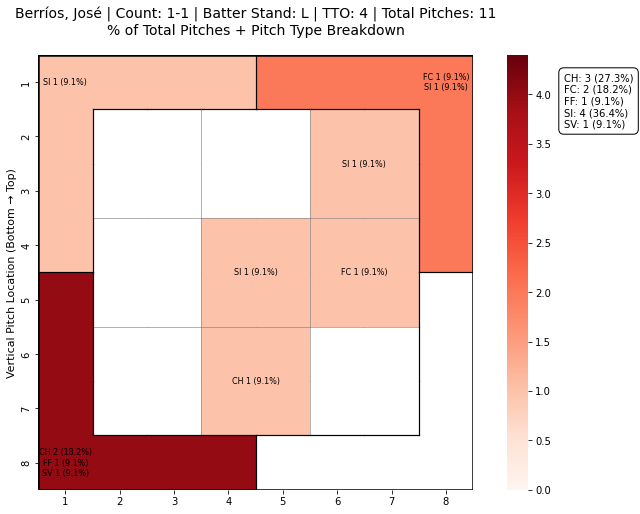 Berríos, José | Count: 1-1 | Batter Stand: L | TTO: 4 | Total Pitches: 11
% of Total Pitches + Pitch Type Breakdown
SI 1 (9.1%)
FC 1 (9.1%)
SI 1 (9.1%)
SI 1 (9.1%)
SI 1 (9.1%)
FC 1 (9.1%)
CH 1 (9.1%)
CH 2 (18.2%)
FF 1 (9.1%)
SV 1 (9.1%)
Vertical Pitch Location (Bottom → Top)
1
2
3
4
5
6
7
8
1
2
3
4
5
6
7
8
4.0
3.5
3.0
2.5
2.0
1.5
1.0
0.5
0.0
CH: 3 (27.3%)
FC: 2 (18.2%)
FF: 1 (9.1%)
SI: 4 (36.4%)
SV: 1 (9.1%)